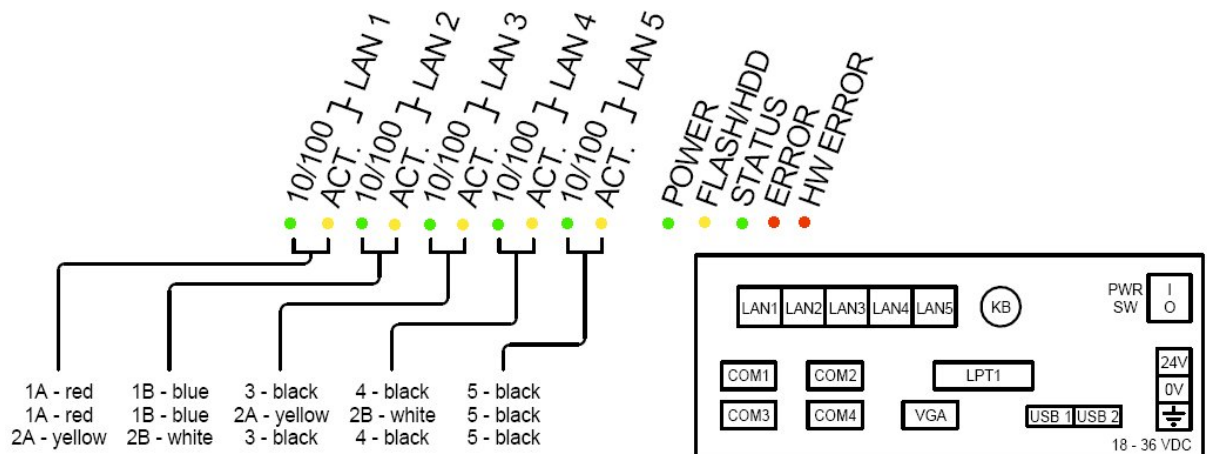 10/100
ACT.
LAN 1
10/100
ACT.
LAN 2
10/100
ACT.
LAN 3
10/100
ACT.
LAN 4
10/100
ACT.
LAN 5
POWER
FLASH/HDD
STATUS
ERROR
HW ERROR
1A - red 1B - blue 3 - black 4 - black 5 - black
1A - red 1B - blue 2A - yellow 2B - white 5 - black
2A - yellow 2B - white 3 - black 4 - black 5 - black
LAN1 LAN2 LAN3 LAN4 LAN5 KB
PWR SW
I
O
COM1 COM2 LPT1
24V
0V
COM3 COM4 VGA USB 1 USB 2
18 - 36 VDC